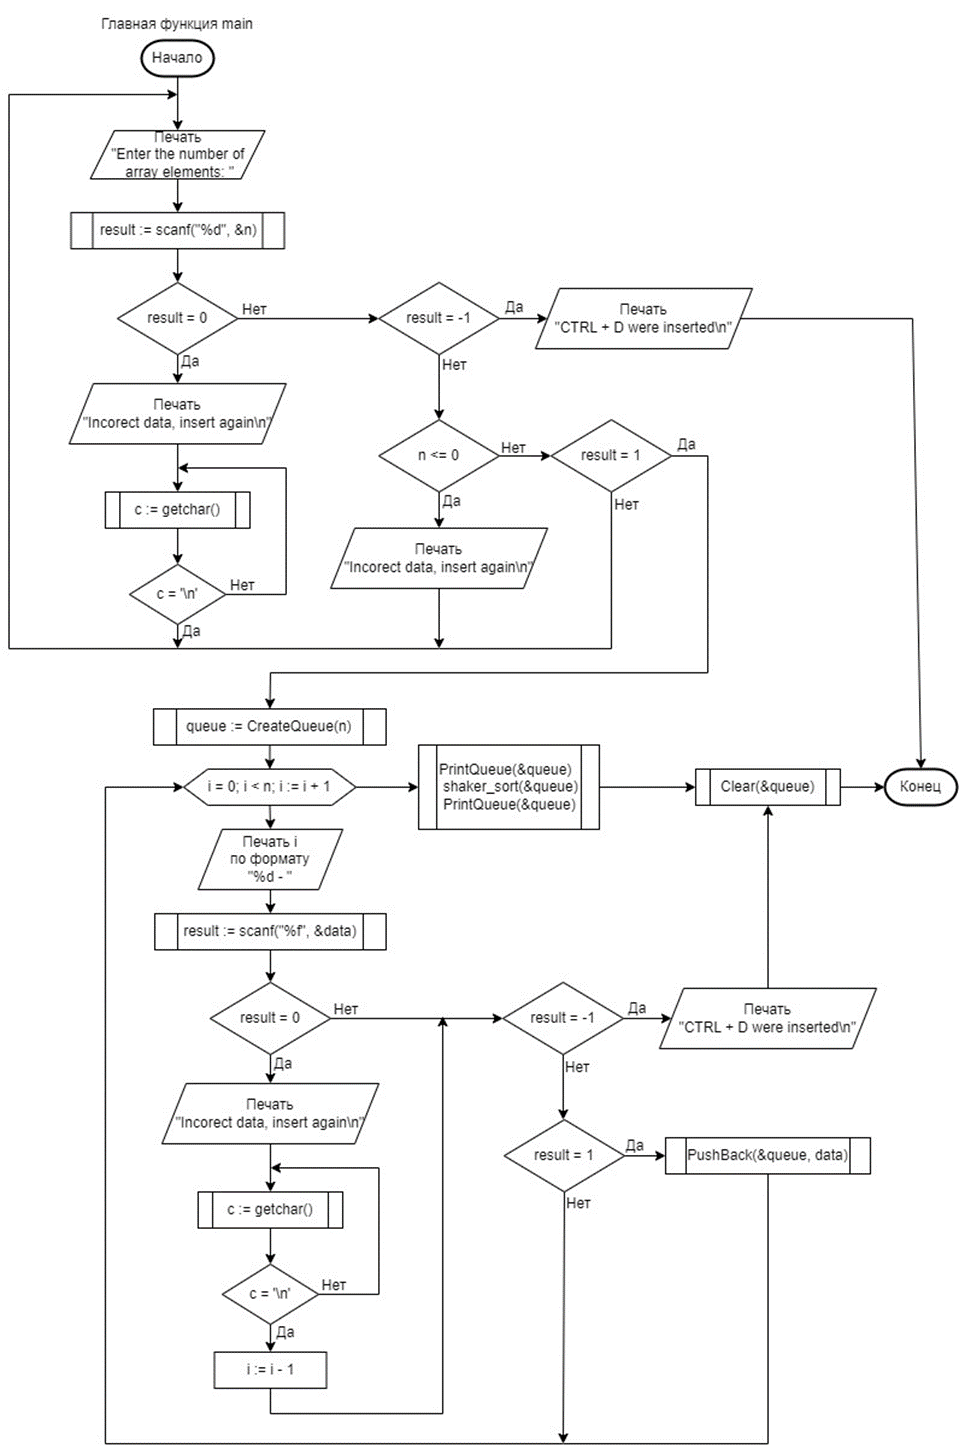 Главная функция main
Начало
Печать
"Enter the number of
array elements: "
result := scanf("%d", &n)
result = 0
Нет
result = -1
Да
Печать
"CTRL + D were inserted\n"
Да
Нет
Печать
"Incorect data, insert again\n"
n <= 0
Нет
result = 1
Да
Да
Нет
c := getchar()
Печать
"Incorect data, insert again\n"
c = '\n'
Нет
Да
queue := CreateQueue(n)
i = 0; i < n; i := i + 1
PrintQueue(&queue)
shaker_sort(&queue)
PrintQueue(&queue)
Clear(&queue)
Конец
Печать i
по формату
"%d - "
result := scanf("%f", &data)
result = 0
Нет
result = -1
Да
Печать
"CTRL + D were inserted\n"
Да
Нет
Печать
"Incorect data, insert again\n"
result = 1
Да
PushBack(&queue, data)
Нет
c := getchar()
c = '\n'
Нет
Да
i := i - 1